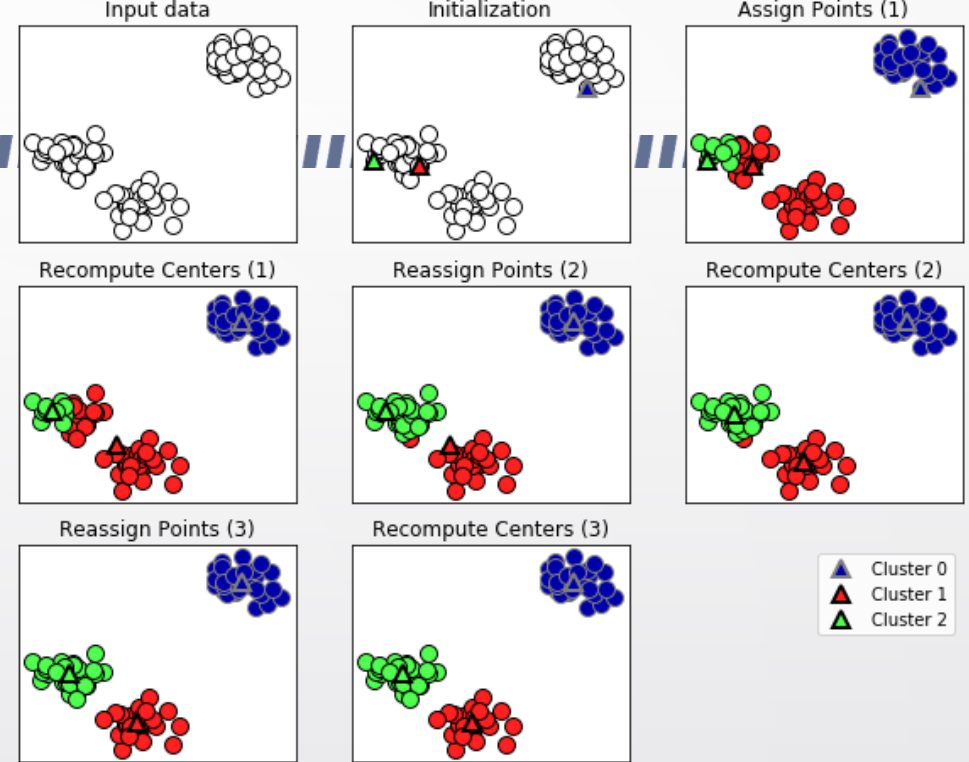 Input data
Initialization
Assign Points (1)
Recompute Centers (1)
Reassign Points (2)
Recompute Centers (2)
Reassign Points (3)
Recompute Centers (3)
Cluster 0
Cluster 1
Cluster 2